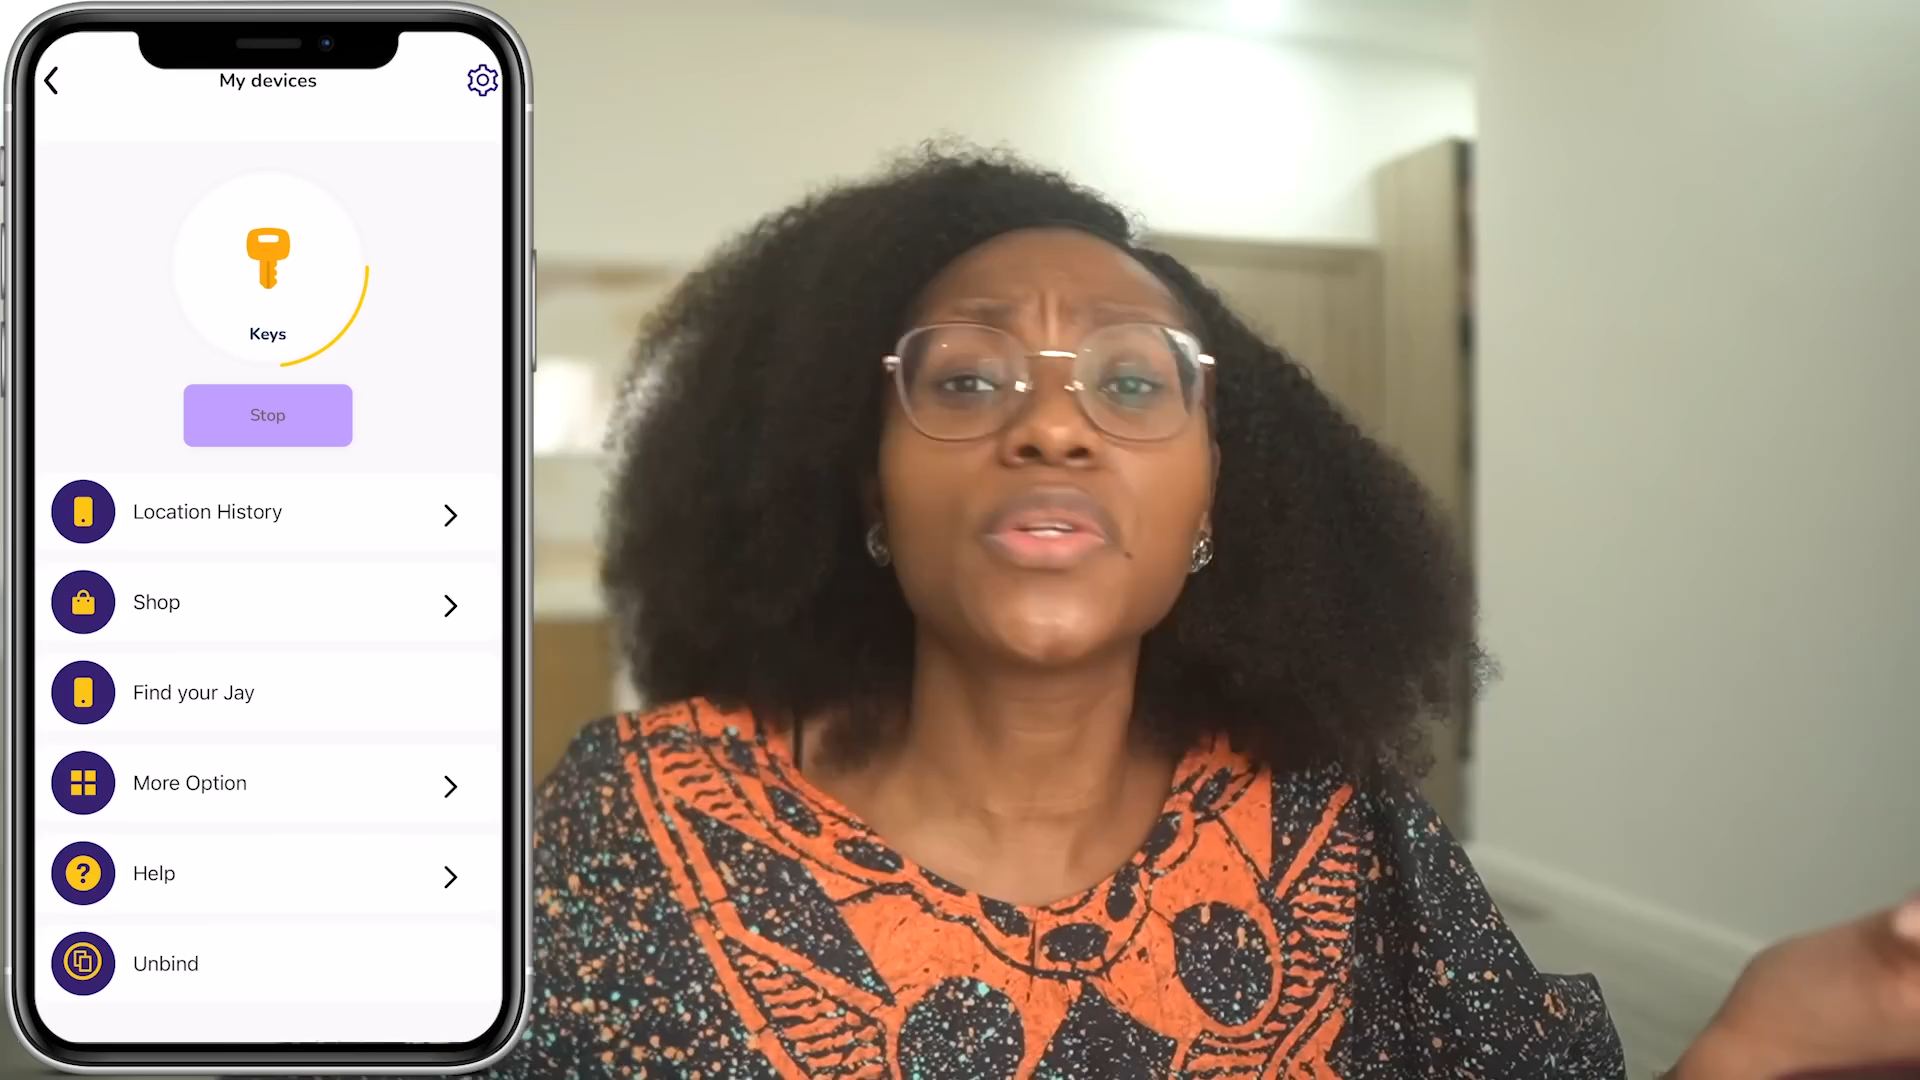 My devices
Keys
Stop
Location History
Shop
Find your Jay
More Option
?
Help
Unbind